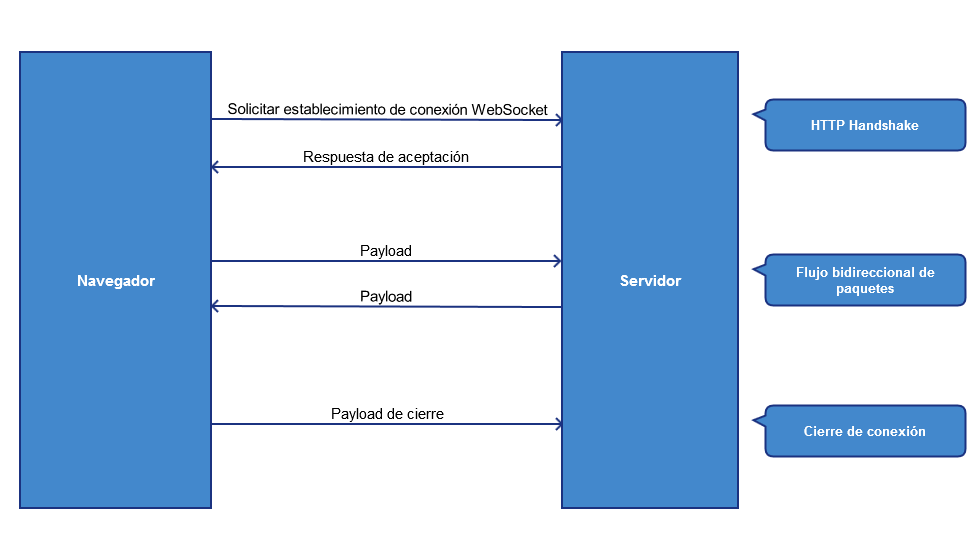 Solicitar establecimiento de conexión WebSocket
HTTP Handshake
Respuesta de aceptación
Payload
Navegador
Servidor
Flujo bidireccional de
paquetes
Payload
Payload de cierre
Cierre de conexión